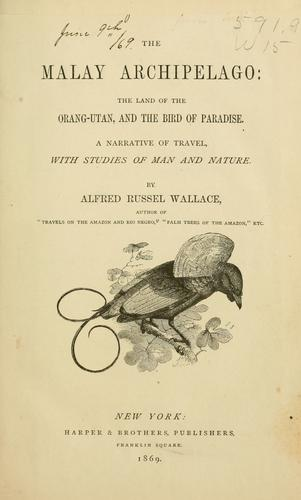 June 9th/69
591.9
W15
THE
MALAY ARCHIPELAGO:
THE LAND OF THE
ORANG-UTAN, AND THE BIRD OF PARADISE.
A NARRATIVE OF TRAVEL,
WITH STUDIES OF MAN AND NATURE.
BY
ALFRED RUSSEL WALLACE,
AUTHOR OF
"TRAVELS ON THE AMAZON AND RIO NEGRO," "PALM TREES OF THE AMAZON," ETC.
NEW YORK:
HARPER & BROTHERS, PUBLISHERS,
FRANKLIN SQUARE.
1869.